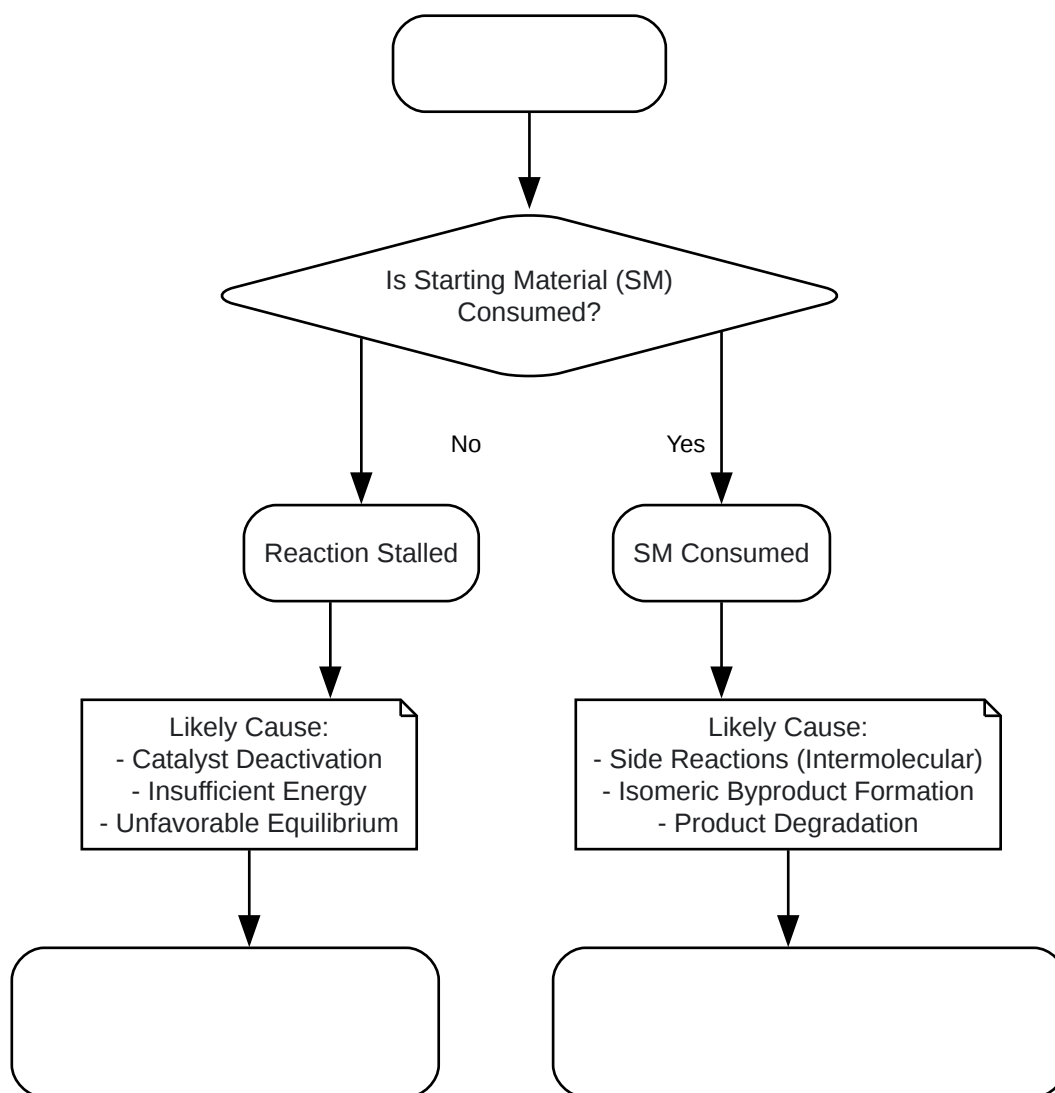 Is Starting Material (SM)
Consumed?
No
Yes
Reaction Stalled
SM Consumed
Likely Cause:
- Catalyst Deactivation
- Insufficient Energy
- Unfavorable Equilibrium
Likely Cause:
- Side Reactions (Intermolecular)
- Isomeric Byproduct Formation
- Product Degradation